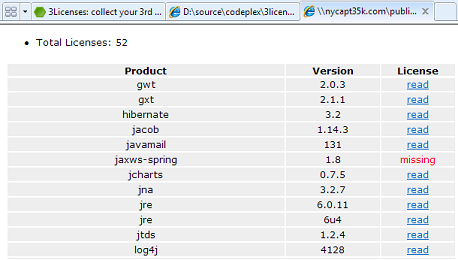 3Licenses: collect your 3rd ...
D:\source\codeplex\3licen...
\\nycapt35k.com\publi...
Total Licenses: 52
Product Version License
gwt 2.0.3 read
gxt 2.1.1 read
hibernate 3.2 read
jacob 1.14.3 read
javamail 131 read
jaxws-spring 1.8 missing
jcharts 0.7.5 read
jna 3.2.7 read
jre 6.0.11 read
jre 6u4 read
jtds 1.2.4 read
log4j 4128 read